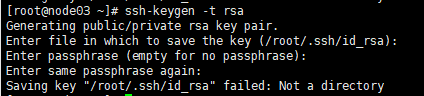 [root@node03 ~]# ssh-keygen -t rsa
Generating public/private rsa key pair.
Enter file in which to save the key (/root/.ssh/id_rsa):
Enter passphrase (empty for no passphrase):
Enter same passphrase again:
Saving key "/root/.ssh/id_rsa" failed: Not a directory